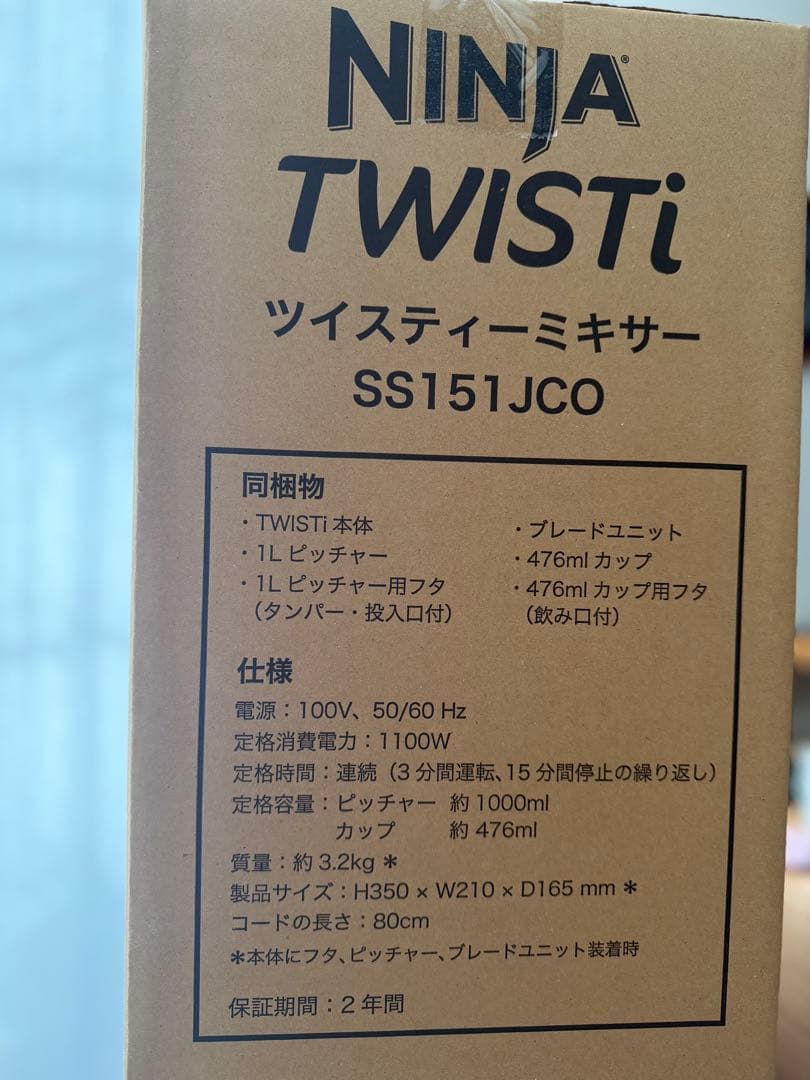 NINJA®
TWISTi
ツイスティーミキサー
SS151JCO
同梱物
・TWISTi 本体
・1L ピッチャー
・1L ピッチャー用フタ
（タンパー・投入口付）
・ブレードユニット
・476ml カップ
・476ml カップ用フタ
（飲み口付）
仕様
電源：100V、50/60 Hz
定格消費電力：1100W
定格時間：連続（3 分間運転、15 分間停止の繰り返し）
定格容量：ピッチャー 約 1000ml
カップ 約 476ml
質量：約 3.2kg＊
製品サイズ：H350 × W210 × D165 mm＊
コードの長さ：80cm
＊本体にフタ、ピッチャー、ブレードユニット装着時
保証期間：2 年間